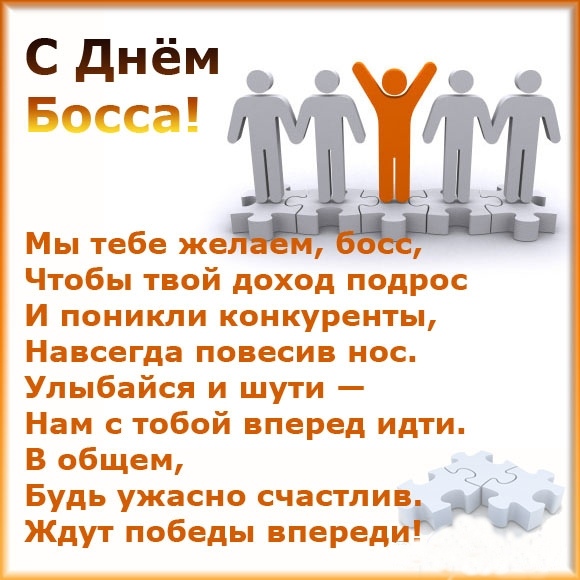 С Днём
Босса!
Мы тебе желаем, босс,
Чтобы твой доход подрос
И поникли конкуренты,
Навсегда повесив нос.
Улыбайся и шути —
Нам с тобой вперед идти.
В общем,
Будь ужасно счастлив.
Ждут победы впереди!